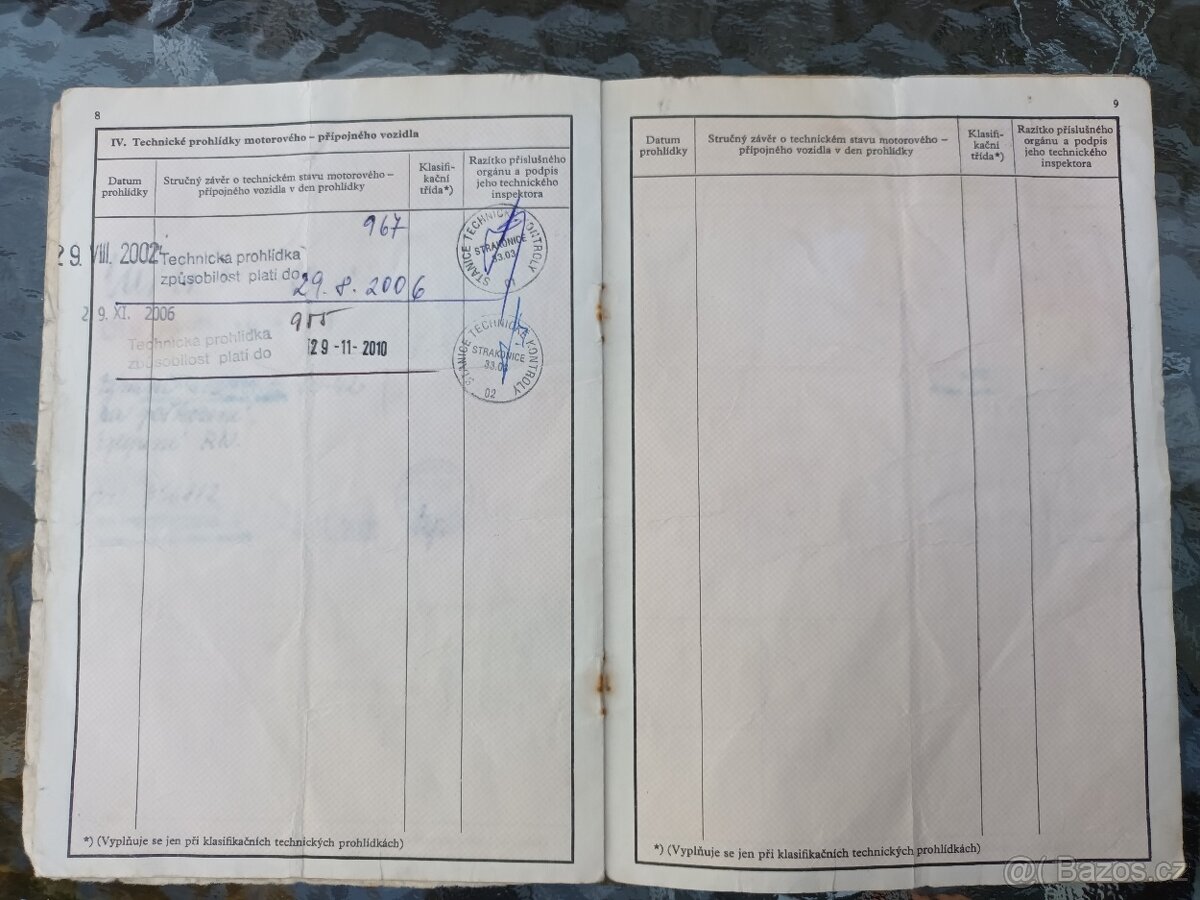 8
IV. Technické prohlídky motorového – přípojného vozidla
Datum prohlídky
Stručný závěr o technickém stavu motorového –
přípojného vozidla v den prohlídky
Klasifi-
kační
třída*)
Razítko příslušného
orgánu a podpis
jeho technického
inspektora
967
29. VIII. 2002
Technická prohlídka
způsobilost platí do
29. 8. 2006
STANICE TECHNICKÉ KONTROLY
STRAKONICE
33.03
29. XI. 2006
955
Technická prohlídka
způsobilost platí do
29 -11- 2010
STANICE TECHNICKÉ KONTROLY
STRAKONICE
33.03
02
*) (Vyplňuje se jen při klasifikačních technických prohlídkách)
9
Datum
prohlídky
Stručný závěr o technickém stavu motorového –
přípojného vozidla v den prohlídky
Klasifi-
kační
třída*)
Razítko příslušného
orgánu a podpis
jeho technického
inspektora
*) (Vyplňuje se jen při klasifikačních technických prohlídkách)
@( Bazos.cz